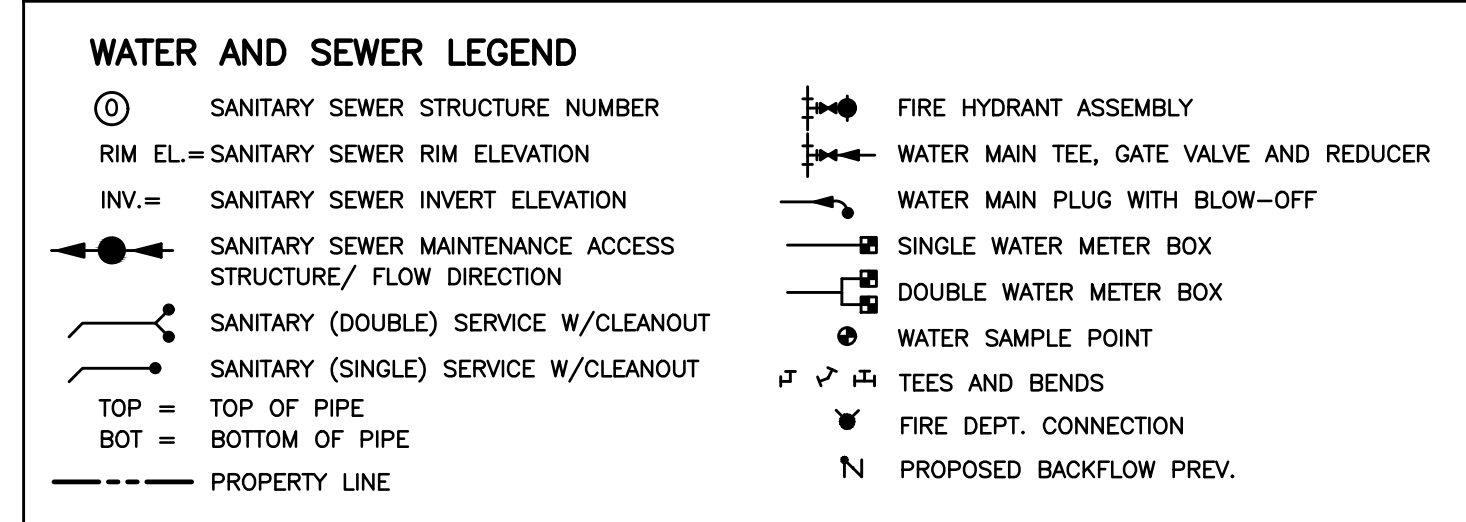 WATER AND SEWER LEGEND
0 SANITARY SEWER STRUCTURE NUMBER
RIM EL.= SANITARY SEWER RIM ELEVATION
INV.= SANITARY SEWER INVERT ELEVATION
SANITARY SEWER MAINTENANCE ACCESS
STRUCTURE/ FLOW DIRECTION
SANITARY (DOUBLE) SERVICE W/CLEANOUT
SANITARY (SINGLE) SERVICE W/CLEANOUT
TOP = TOP OF PIPE
BOT = BOTTOM OF PIPE
PROPERTY LINE
FIRE HYDRANT ASSEMBLY
WATER MAIN TEE, GATE VALVE AND REDUCER
WATER MAIN PLUG WITH BLOW-OFF
SINGLE WATER METER BOX
DOUBLE WATER METER BOX
WATER SAMPLE POINT
TEES AND BENDS
FIRE DEPT. CONNECTION
PROPOSED BACKFLOW PREV.